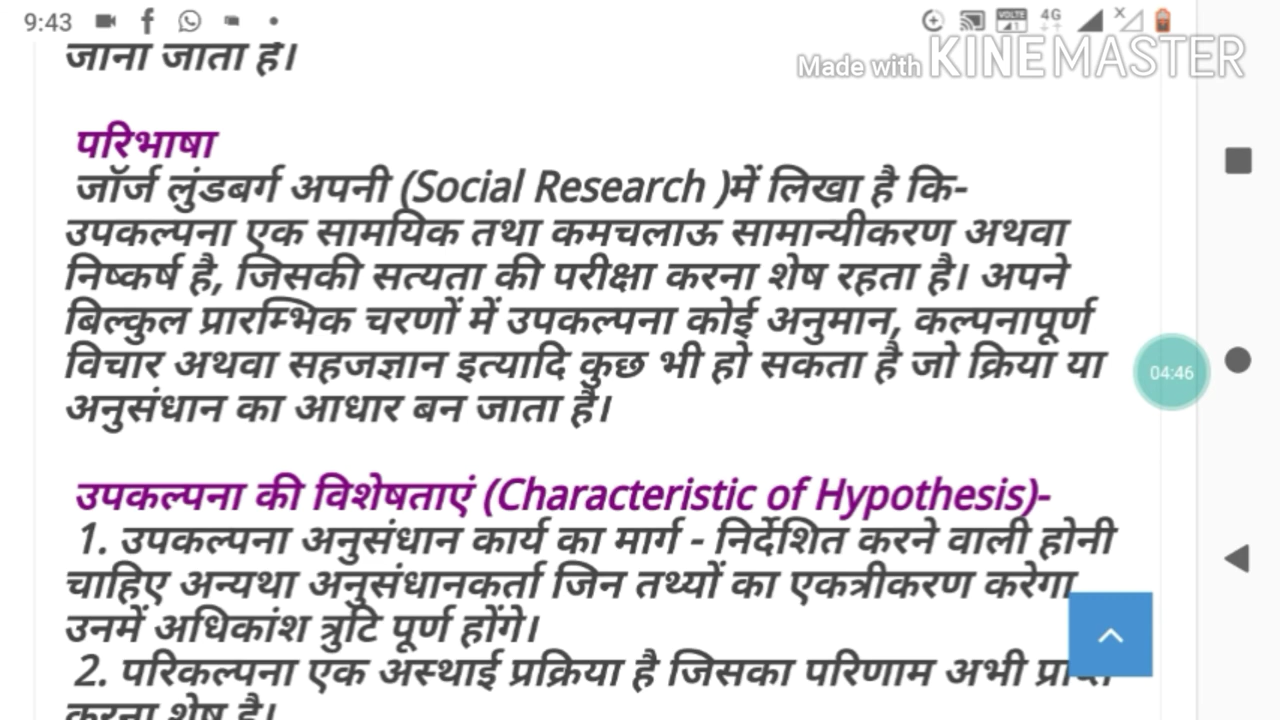 9:43
VOLTE 4G
जाना जाता है।
Made with KINEMASTER
परिभाषा
जॉर्ज लुंडबर्ग अपनी (Social Research )में लिखा है कि-
उपकल्पना एक सामयिक तथा कमचलाऊ सामान्यीकरण अथवा
निष्कर्ष है, जिसकी सत्यता की परीक्षा करना शेष रहता है। अपने
बिल्कुल प्रारम्भिक चरणों में उपकल्पना कोई अनुमान, कल्पनापूर्ण
विचार अथवा सहजज्ञान इत्यादि कुछ भी हो सकता है जो क्रिया या
04:46
अनुसंधान का आधार बन जाता है।
उपकल्पना की विशेषताएं (Characteristic of Hypothesis)-
1. उपकल्पना अनुसंधान कार्य का मार्ग - निर्देशित करने वाली होनी
चाहिए अन्यथा अनुसंधानकर्ता जिन तथ्यों का एकत्रीकरण करेगा
उनमें अधिकांश त्रुटि पूर्ण होंगे।
2. परिकल्पना एक अस्थाई प्रक्रिया है जिसका परिणाम अभी प्राप्त
करना शेष है।